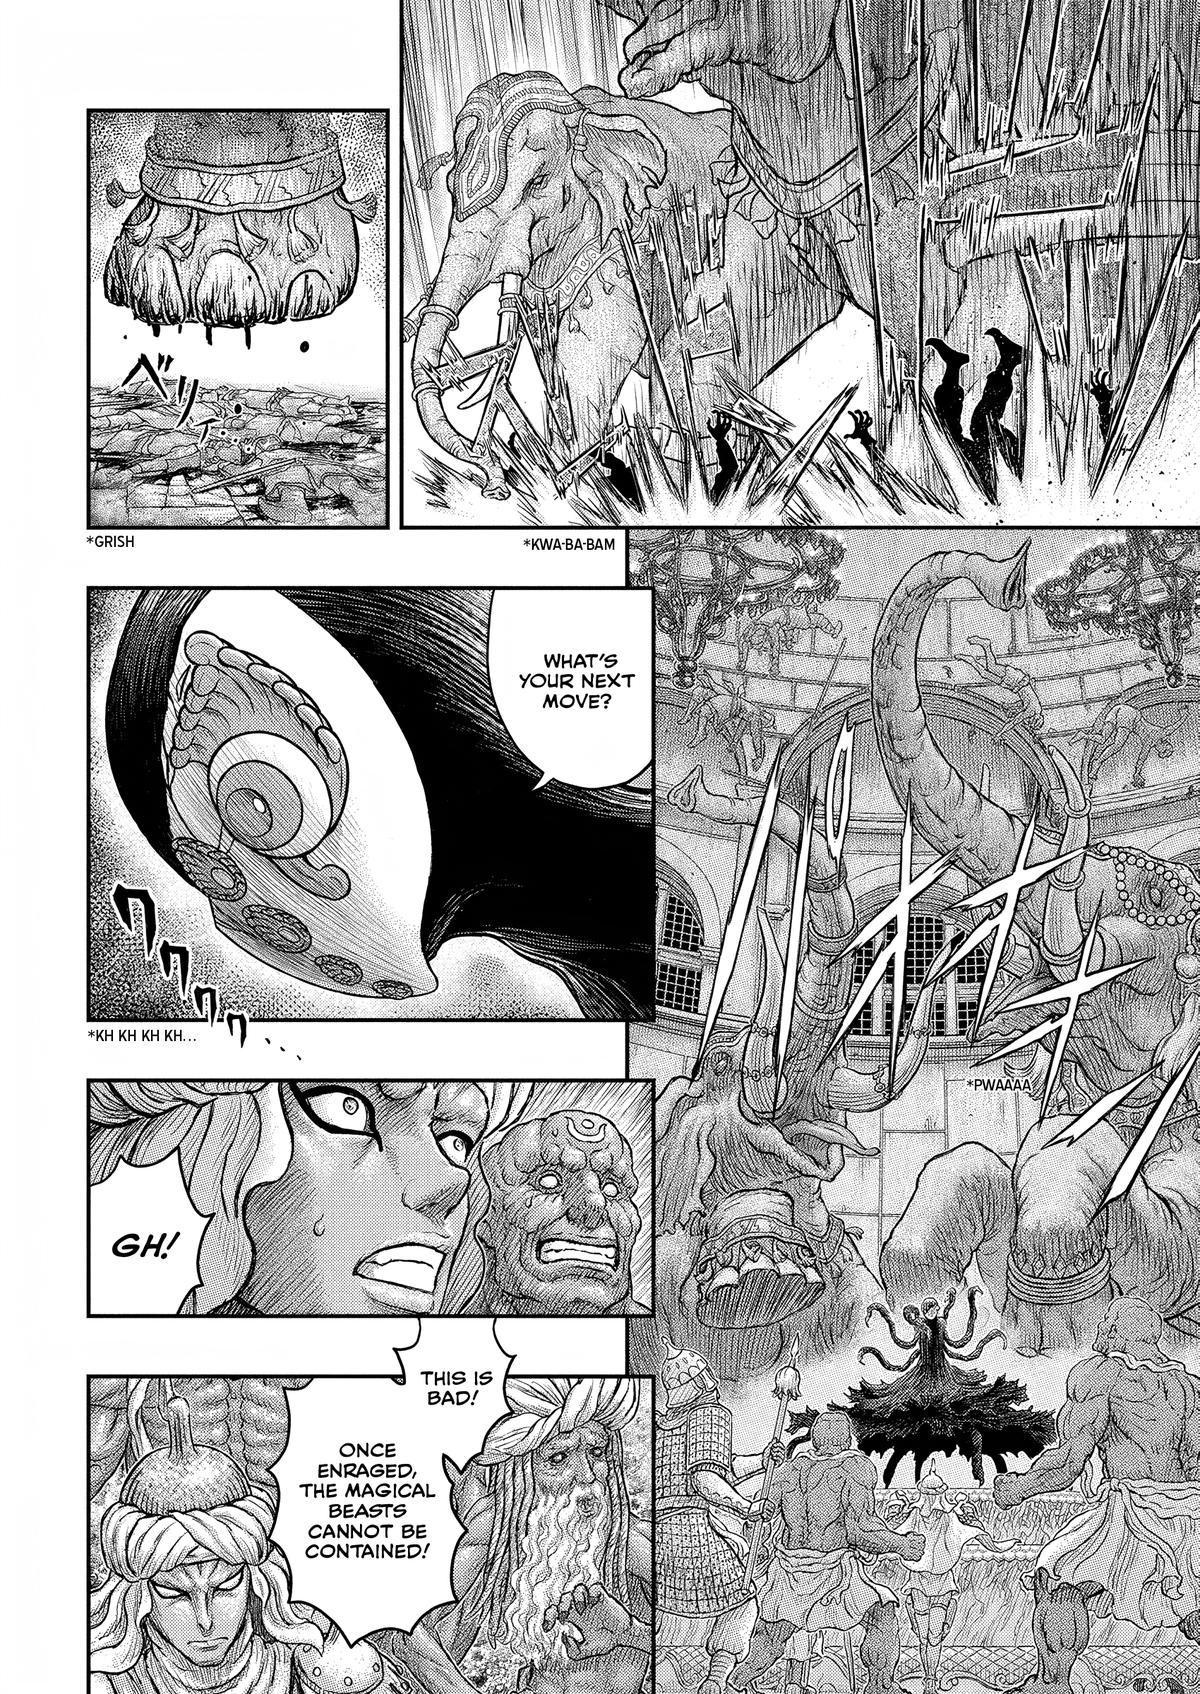 ベリィ
*GRISH
*KWA-BA-BAM
WHAT'S
YOUR NEXT
MOVE?
クククク…
*KH KH KH KH...
*PWAAAA
GH!
THIS IS
BAD!
ONCE
ENRAGED,
THE MAGICAL
BEASTS
CANNOT BE
CONTAINED!